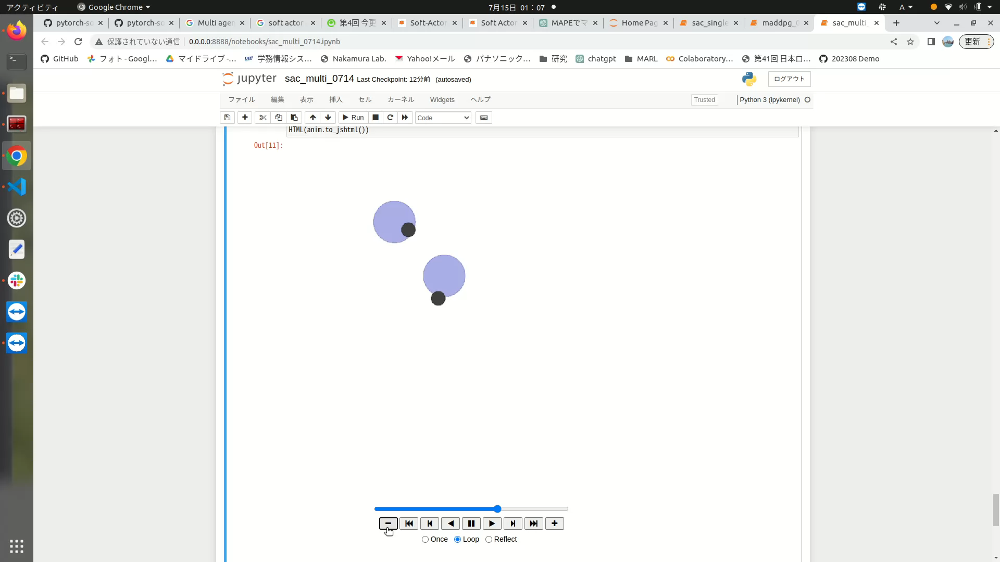 アクティビティ
Google Chrome
7月15日 01：07
A
pytorch-so
pytorch-so
Multi agen
soft actor
第4回 今更
Soft-Actor
Soft Actor
MAPEでマ
Home Pag
sac_single
maddpg_0
sac_multi_
保護されていない通信
0.0.0.0:8888/notebooks/sac_multi_0714.ipynb
更新
GitHub
フォト - Googl...
マイドライブ -...
学務情報シス...
Nakamura Lab.
Yahoo!メール
パナソニック...
研究
chatgpt
MARL
Colaboratory...
第41回 日本ロ...
202308 Demo
jupyter
sac_multi_0714 Last Checkpoint: 12分前 (autosaved)
ログアウト
ファイル
編集
表示
挿入
セル
カーネル
Widgets
ヘルプ
Trusted
Python 3 (ipykernel)
Run
Code
HTML(anim.to_jshtml())
Out[11]:
Once
Loop
Reflect